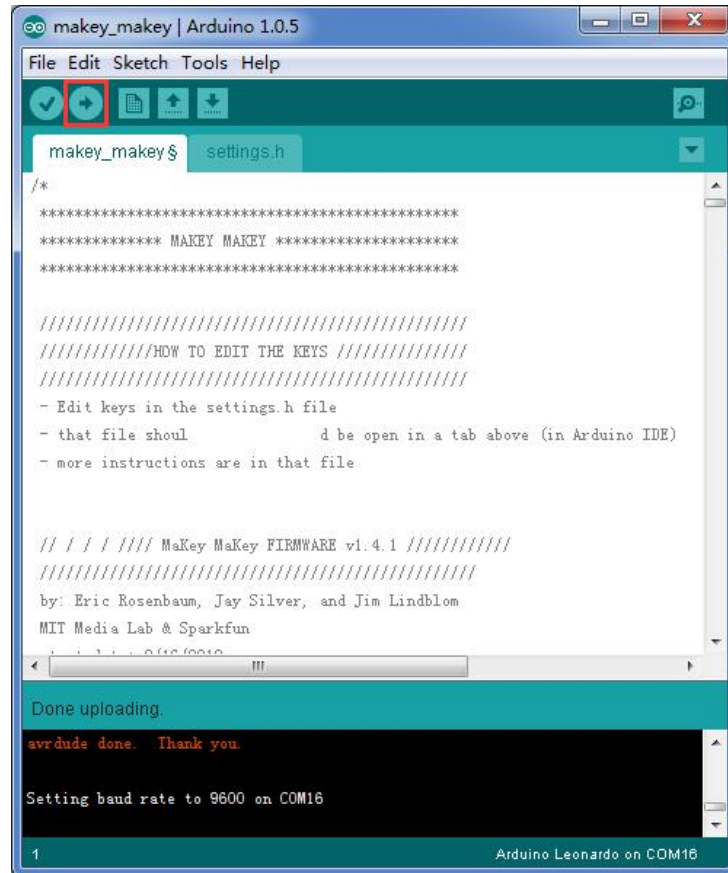 makey_makey | Arduino 1.0.5
File Edit Sketch Tools Help
makey_makey § settings.h
/*
************************************************
************** MAKEY MAKEY *********************
************************************************
/////////////////////////////////////////////////
/////////////HOW TO EDIT THE KEYS ///////////////
/////////////////////////////////////////////////
- Edit keys in the settings.h file
- that file shoul d be open in a tab above (in Arduino IDE)
- more instructions are in that file
// / / / //// MaKey MaKey FIRMWARE v1.4.1 ////////////
//////////////////////////////////////////////////
by: Eric Rosenbaum, Jay Silver, and Jim Lindblom
MIT Media Lab & Sparkfun
Done uploading.
avrdude done. Thank you.
Setting baud rate to 9600 on COM16
1 Arduino Leonardo on COM16